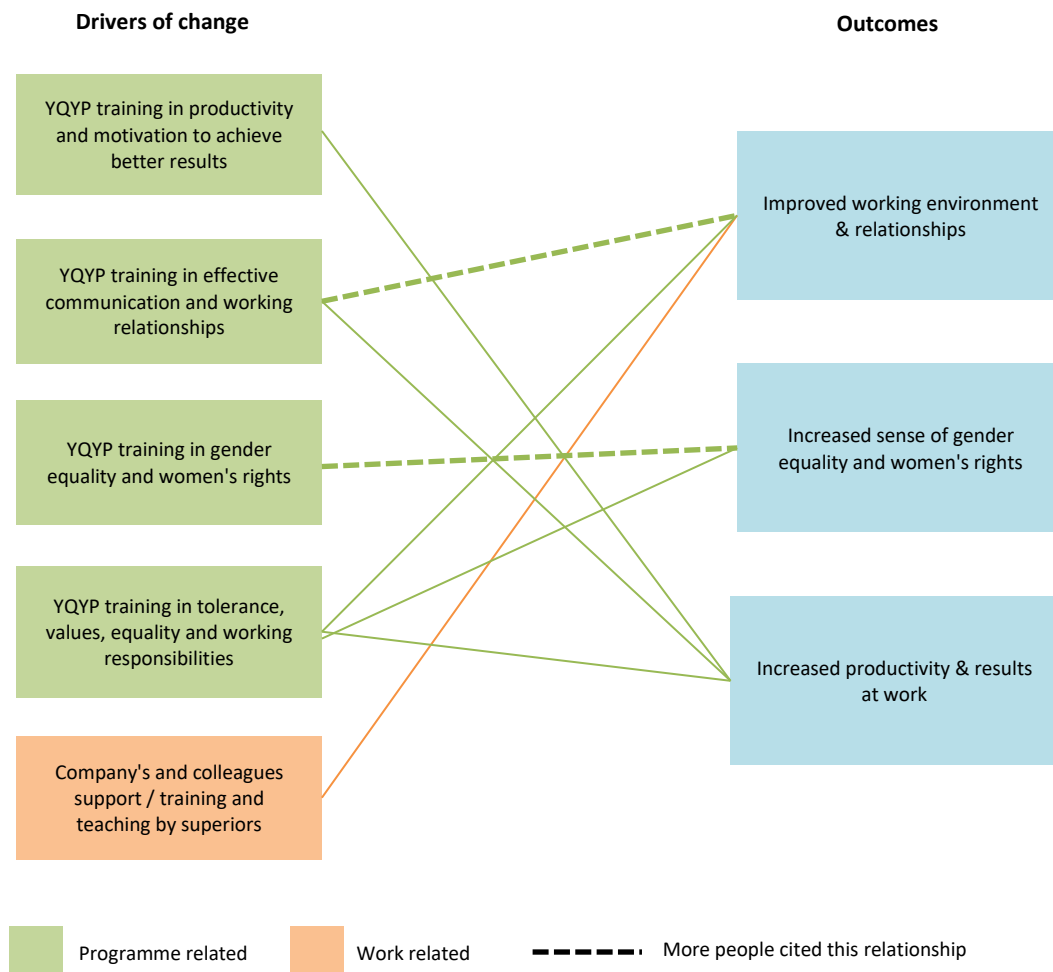 Drivers of change
Outcomes
YQYP training in productivity
and motivation to achieve
better results
YQYP training in effective
communication and working
relationships
YQYP training in gender
equality and women's rights
YQYP training in tolerance,
values, equality and working
responsibilities
Company's and colleagues
support / training and
teaching by superiors
Improved working environment
& relationships
Increased sense of gender
equality and women's rights
Increased productivity & results
at work
Programme related
Work related
More people cited this relationship